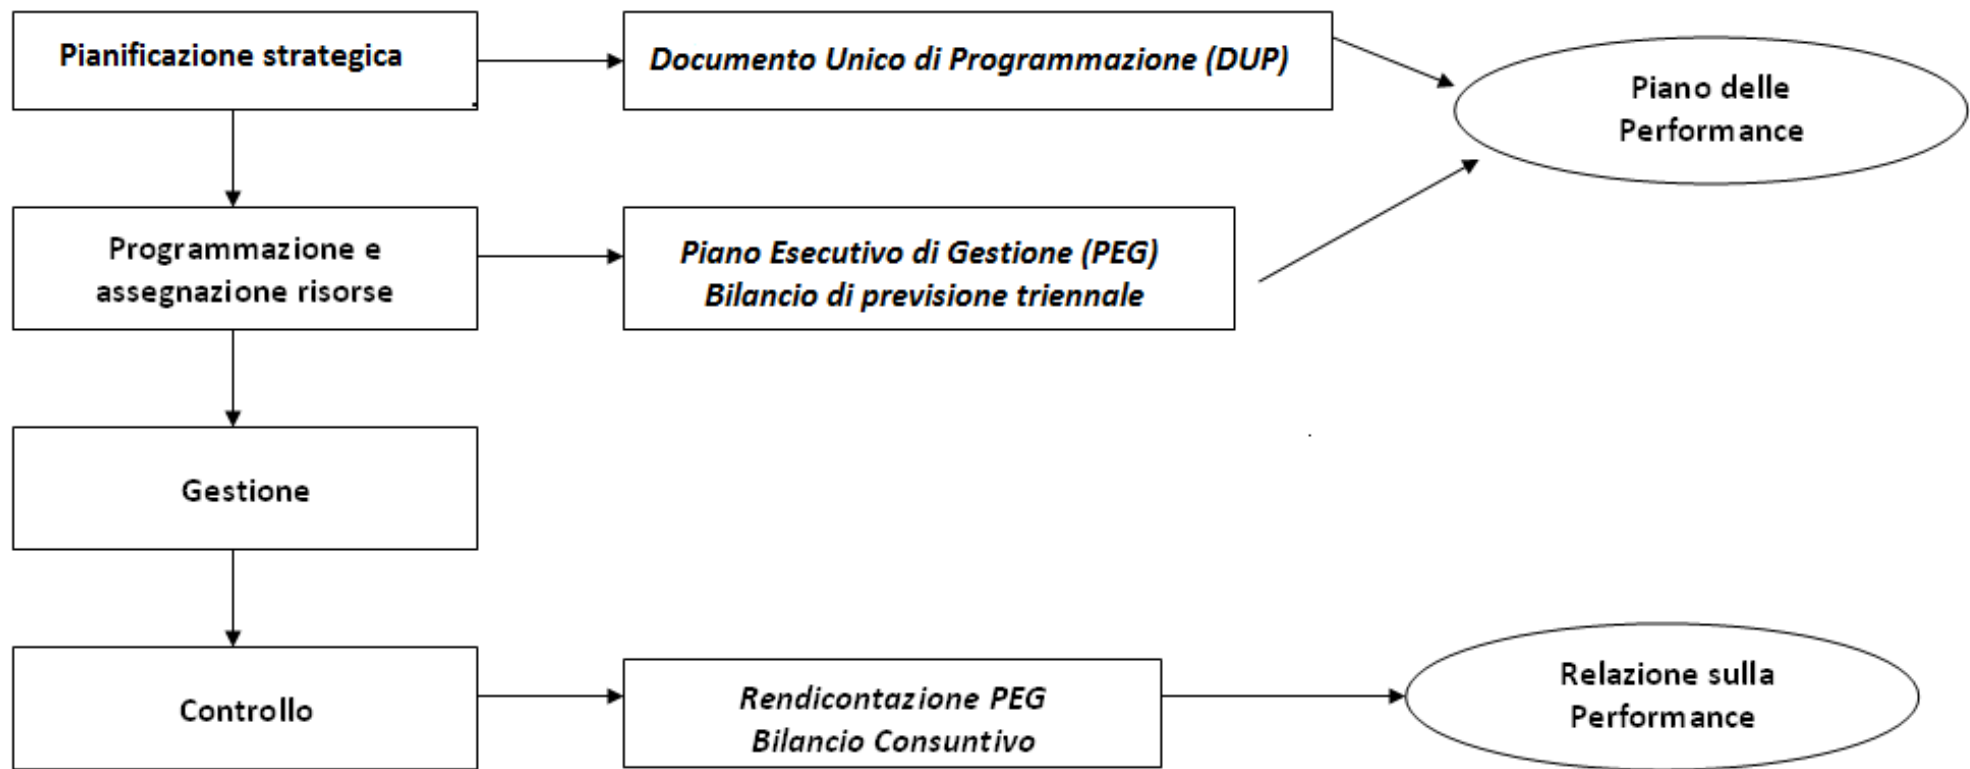 Pianificazione strategica
Documento Unico di Programmazione (DUP)
Piano delle
Performance
Programmazione e
assegnazione risorse
Piano Esecutivo di Gestione (PEG)
Bilancio di previsione triennale
Gestione
Controllo
Rendicontazione PEG
Bilancio Consuntivo
Relazione sulla
Performance